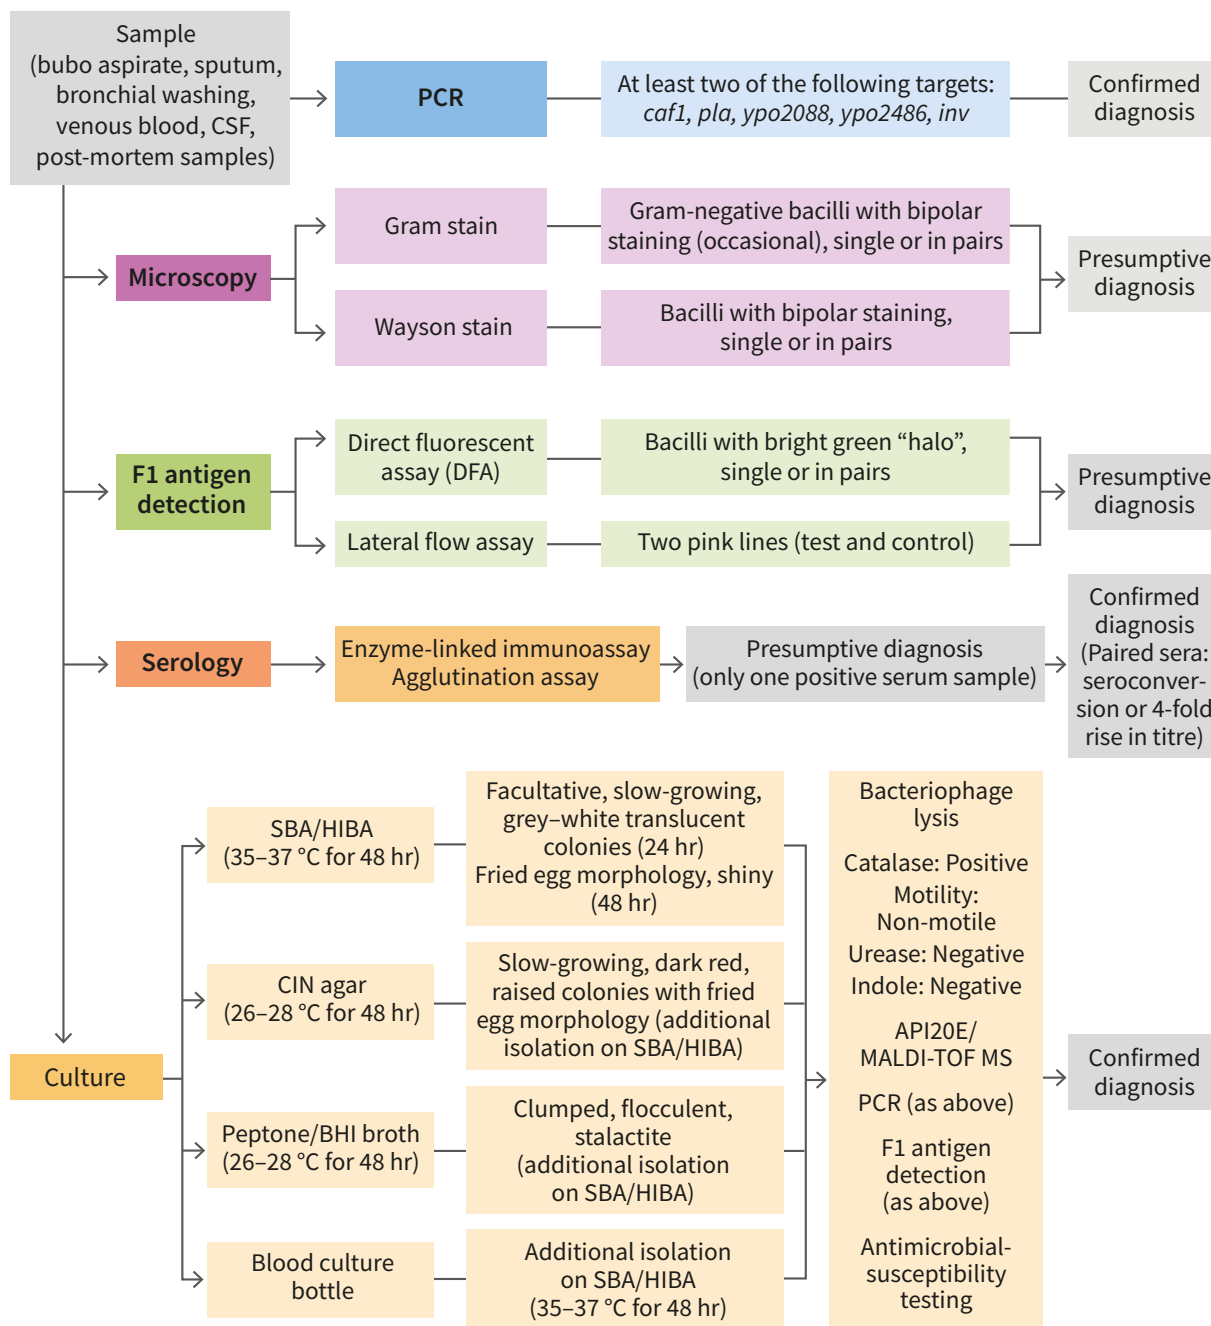 Sample
(bubo aspirate, sputum,
bronchial washing,
venous blood, CSF,
post-mortem samples)
PCR
At least two of the following targets:
caf1, pla, ypo2088, ypo2486, inv
Confirmed
diagnosis
Microscopy
Gram stain
Gram-negative bacilli with bipolar
staining (occasional), single or in pairs
Wayson stain
Bacilli with bipolar staining,
single or in pairs
Presumptive
diagnosis
F1 antigen
detection
Direct fluorescent
assay (DFA)
Bacilli with bright green “halo”,
single or in pairs
Lateral flow assay
Two pink lines (test and control)
Presumptive
diagnosis
Serology
Enzyme-linked immunoassay
Agglutination assay
Presumptive diagnosis
(only one positive serum sample)
Confirmed
diagnosis
(Paired sera:
seroconver-
sion or 4-fold
rise in titre)
Culture
SBA/HIBA
(35–37 °C for 48 hr)
Facultative, slow-growing,
grey–white translucent
colonies (24 hr)
Fried egg morphology, shiny
(48 hr)
CIN agar
(26–28 °C for 48 hr)
Slow-growing, dark red,
raised colonies with fried
egg morphology (additional
isolation on SBA/HIBA)
Peptone/BHI broth
(26–28 °C for 48 hr)
Clumped, flocculent,
stalactite
(additional isolation
on SBA/HIBA)
Blood culture
bottle
Additional isolation
on SBA/HIBA
(35–37 °C for 48 hr)
Bacteriophage
lysis
Catalase: Positive
Motility:
Non-motile
Urease: Negative
Indole: Negative
API20E/
MALDI-TOF MS
PCR (as above)
F1 antigen
detection
(as above)
Antimicrobial-
susceptibility
testing
Confirmed
diagnosis